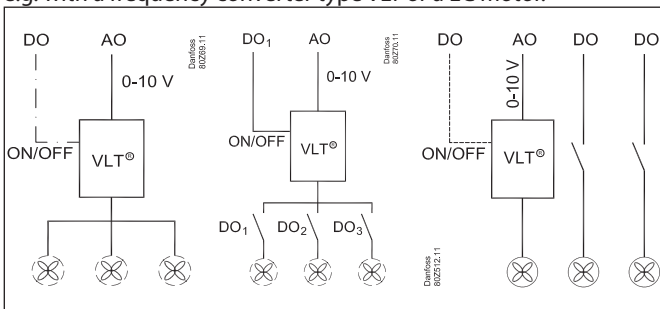 e.g. with a frequency converter type VLT or a EC motor.
DO
AO
Danfoss
80Z69.11
0-10 V
ON/OFF
VLT®
DO1
AO
Danfoss
80Z70.11
0-10 V
ON/OFF
VLT®
DO1
DO2
DO3
DO
AO
DO
DO
0-10 V
ON/OFF
VLT®
Danfoss
80Z512.11